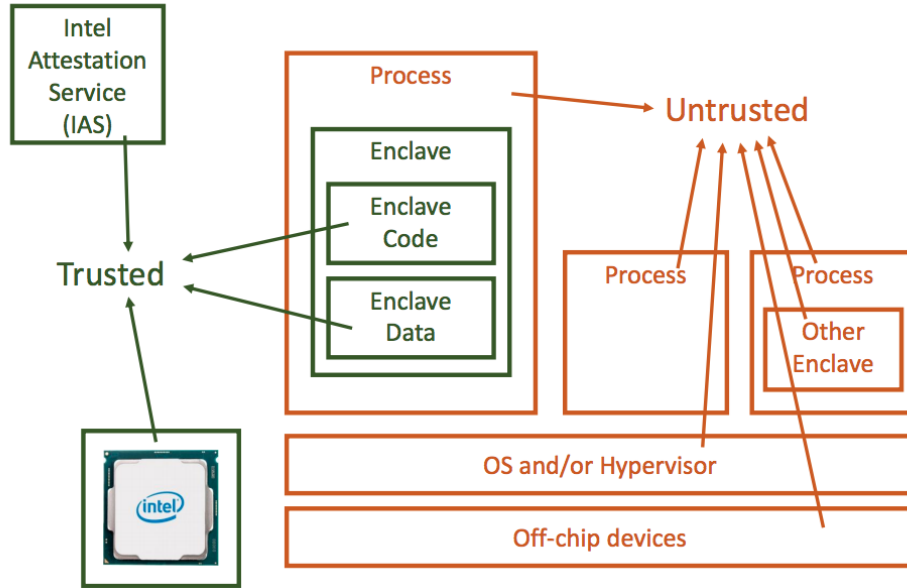 Intel
Attestation
Service
(IAS)
Process
Untrusted
Enclave
Enclave
Code
Trusted
Enclave
Data
Process
Process
Other
Enclave
OS and/or Hypervisor
intel
Off-chip devices